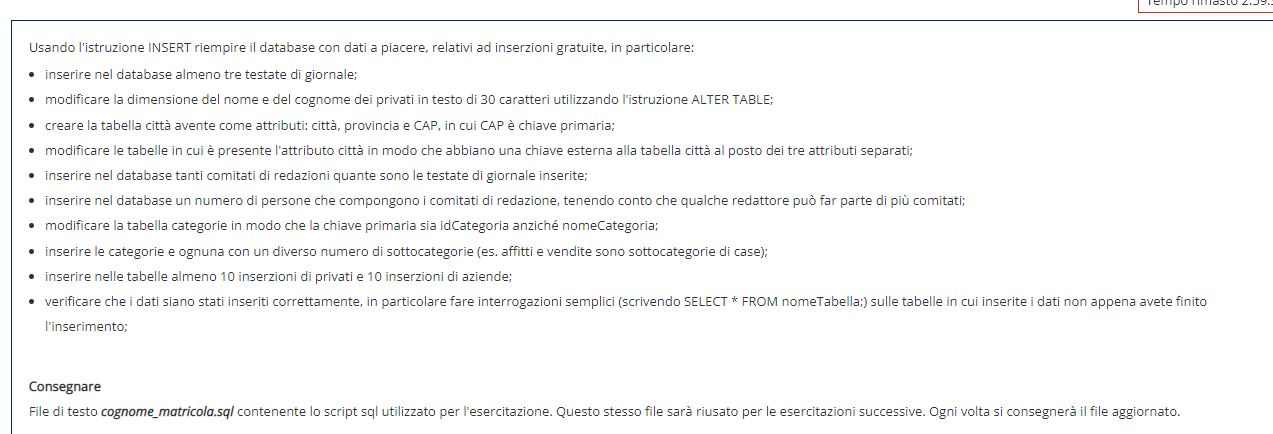 Tempo rimasto 2:59:
Usando l'istruzione INSERT riempire il database con dati a piacere, relativi ad inserzioni gratuite, in particolare:
• inserire nel database almeno tre testate di giornale;
• modificare la dimensione del nome e del cognome dei privati in testo di 30 caratteri utilizzando l'istruzione ALTER TABLE;
• creare la tabella città avente come attributi: città, provincia e CAP, in cui CAP è chiave primaria;
• modificare le tabelle in cui è presente l'attributo città in modo che abbiano una chiave esterna alla tabella città al posto dei tre attributi separati;
• inserire nel database tanti comitati di redazioni quante sono le testate di giornale inserite;
• inserire nel database un numero di persone che compongono i comitati di redazione, tenendo conto che qualche redattore può far parte di più comitati;
• modificare la tabella categorie in modo che la chiave primaria sia idCategoria anziché nomeCategoria;
• inserire le categorie e ognuna con un diverso numero di sottocategorie (es. affitti e vendite sono sottocategorie di case);
• inserire nelle tabelle almeno 10 inserzioni di privati e 10 inserzioni di aziende;
• verificare che i dati siano stati inseriti correttamente, in particolare fare interrogazioni semplici (scrivendo SELECT * FROM nomeTabella;) sulle tabelle in cui inserite i dati non appena avete finito
l'inserimento;
Consegnare
File di testo cognome_matricola.sql contenente lo script sql utilizzato per l'esercitazione. Questo stesso file sarà riusato per le esercitazioni successive. Ogni volta si consegnerà il file aggiornato.